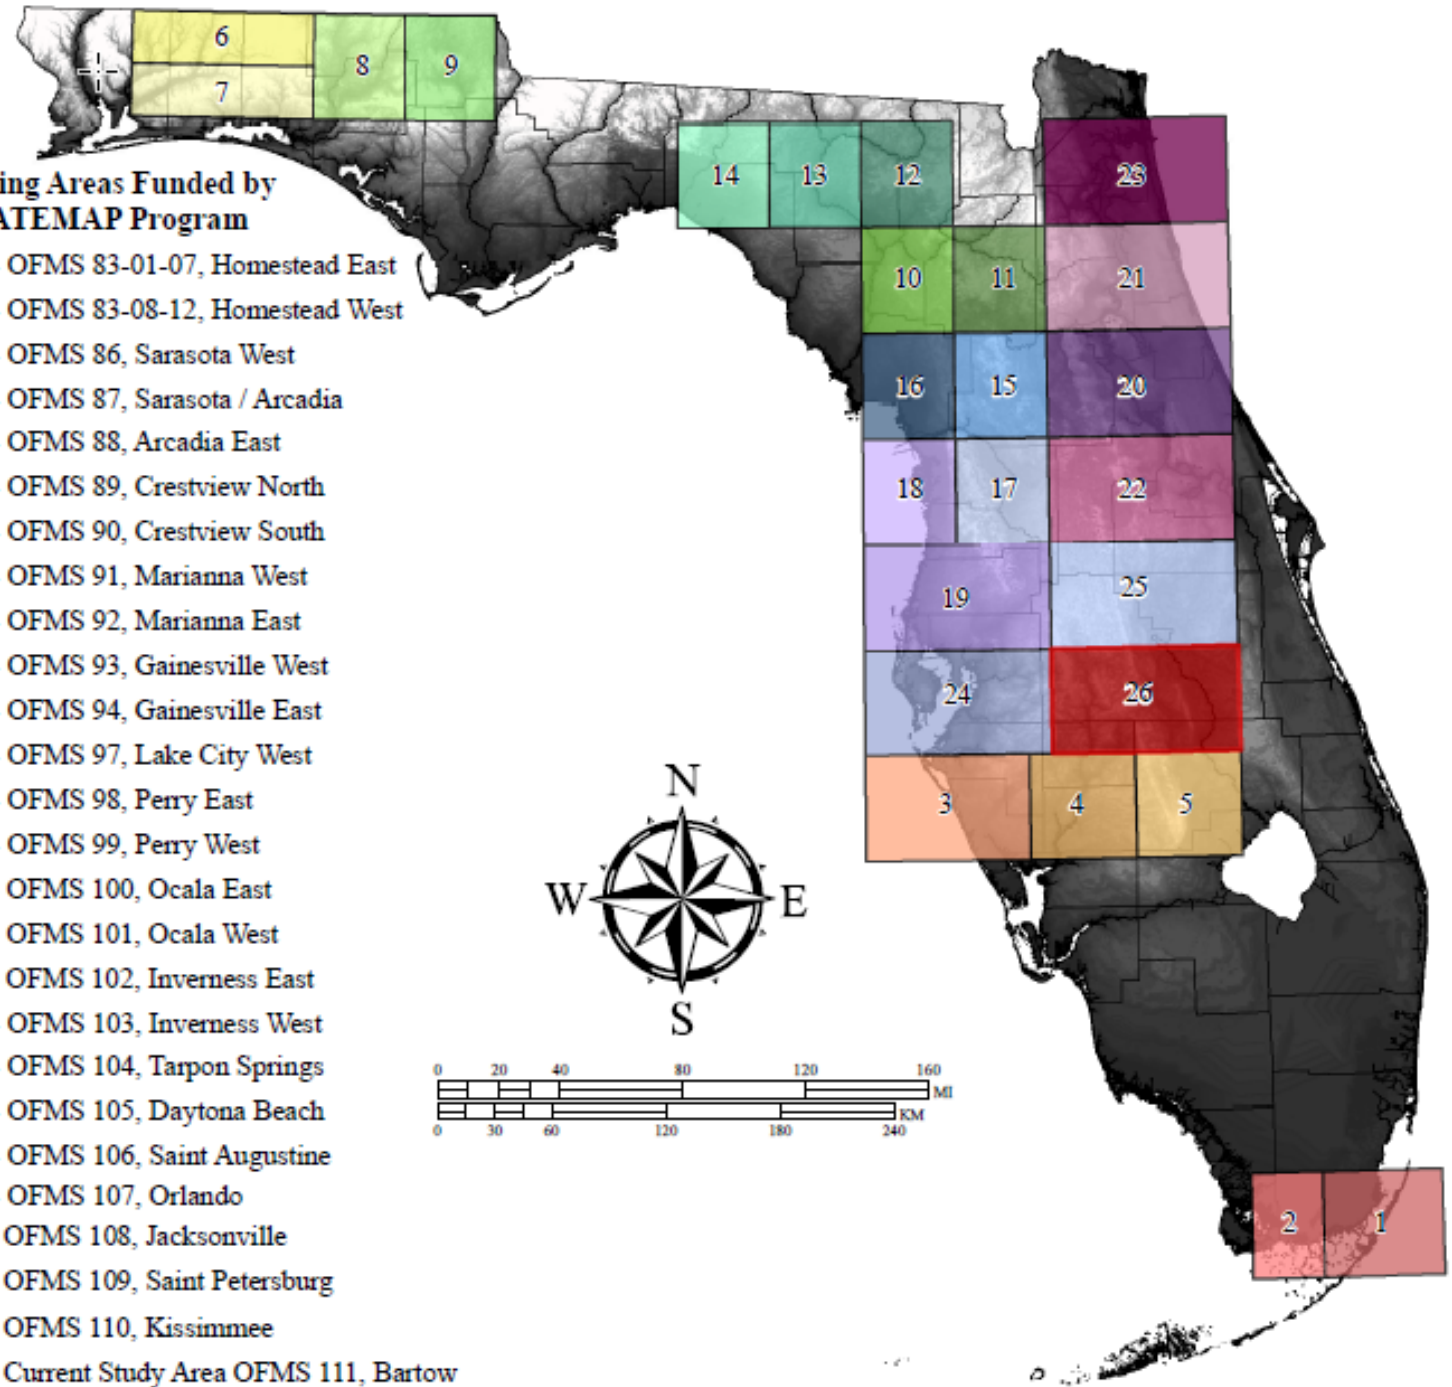 6
8
9
7
14
13
12
23
ing Areas Funded by
ATEMAP Program
OFMS 83-01-07, Homestead East
OFMS 83-08-12, Homestead West
OFMS 86, Sarasota West
OFMS 87, Sarasota / Arcadia
OFMS 88, Arcadia East
OFMS 89, Crestview North
OFMS 90, Crestview South
OFMS 91, Marianna West
OFMS 92, Marianna East
OFMS 93, Gainesville West
OFMS 94, Gainesville East
OFMS 97, Lake City West
OFMS 98, Perry East
OFMS 99, Perry West
OFMS 100, Ocala East
OFMS 101, Ocala West
OFMS 102, Inverness East
OFMS 103, Inverness West
OFMS 104, Tarpon Springs
OFMS 105, Daytona Beach
OFMS 106, Saint Augustine
OFMS 107, Orlando
OFMS 108, Jacksonville
OFMS 109, Saint Petersburg
OFMS 110, Kissimmee
Current Study Area OFMS 111, Bartow
10
11
21
16
15
20
18
17
22
19
25
24
26
3
4
5
N
W
E
S
0 20 40 80 120 160
MI
KM
0 30 60 120 180 240
2
1